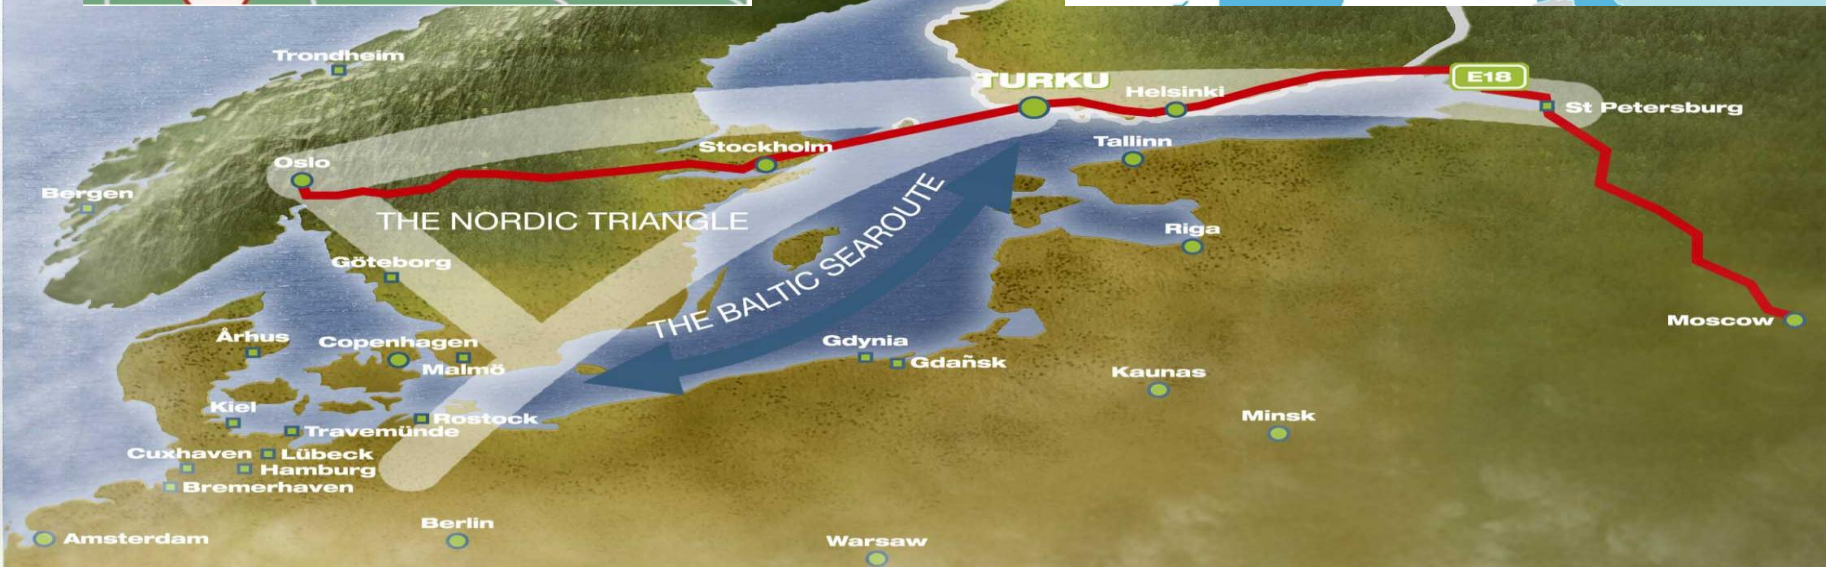 Trondheim
TURKU
E18
Helsinki
St Petersburg
Stockholm
Tallinn
Oslo
Bergen
THE NORDIC TRIANGLE
Riga
Göteborg
THE BALTIC SEAROUTE
Moscow
Århus
Copenhagen
Gdynia
Gdañsk
Malmö
Kaunas
Kiel
Rostock
Minsk
Travemünde
Cuxhaven
Lübeck
Hamburg
Bremerhaven
Berlin
Amsterdam
Warsaw